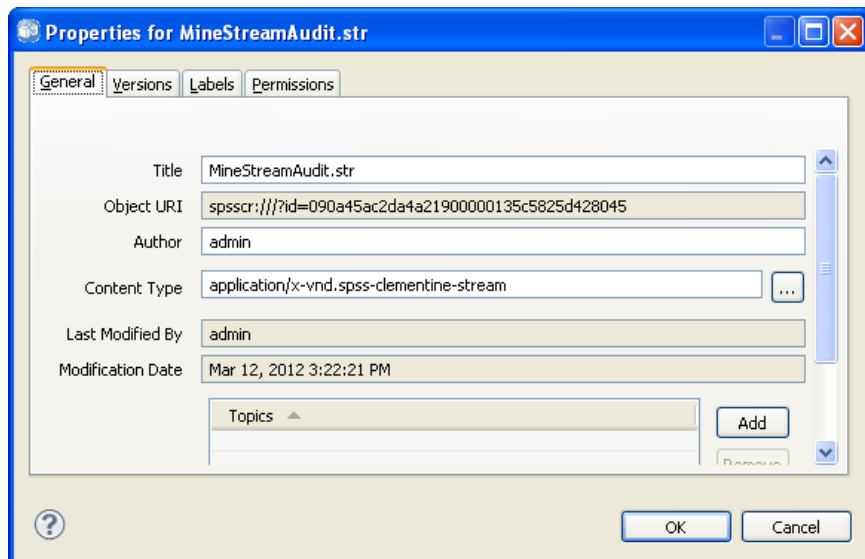 Properties for MineStreamAudit.str
General Versions Labels Permissions
Title MineStreamAudit.str
Object URI spsscr:///?id=090a45ac2da4a21900000135c5825d428045
Author admin
Content Type application/x-vnd.spss-clementine-stream ...
Last Modified By admin
Modification Date Mar 12, 2012 3:22:21 PM
Topics
Add
Remove
? OK Cancel